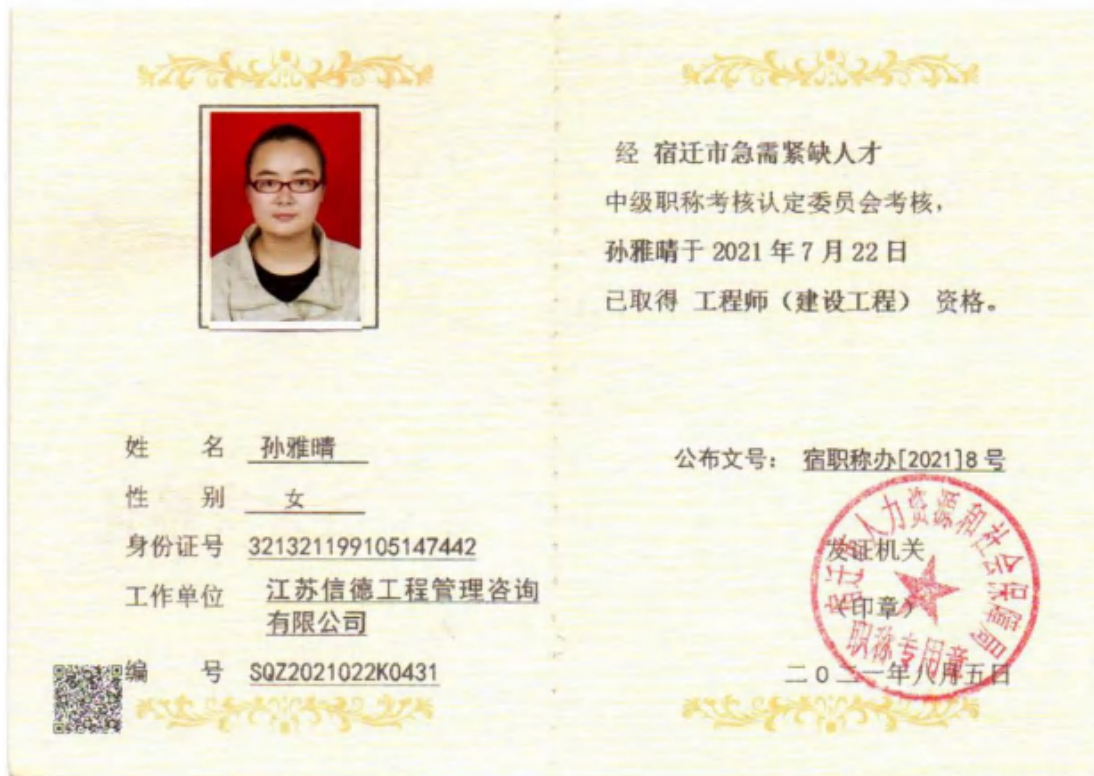 姓 名 孙雅晴
性 别 女
身份证号 321321199105147442
工作单位 江苏信德工程管理咨询
有限公司
编 号 SQZ2021022K0431
经 宿迁市急需紧缺人才
中级职称考核认定委员会考核，
孙雅晴于 2021 年 7 月 22 日
已取得 工程师（建设工程） 资格。
公布文号： 宿职称办[2021]8 号
宿迁市人力资源和社会保障局
发证机关
（印章）
职称专用章
二〇二一年八月五日